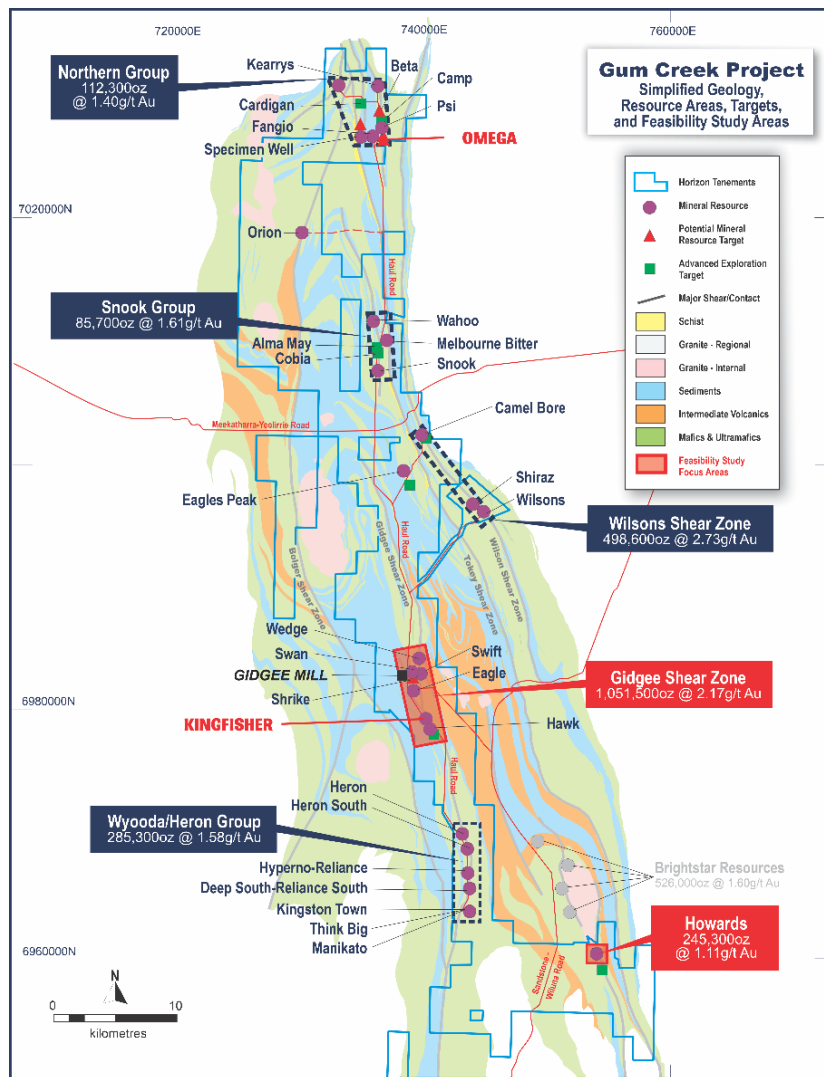 720000E
740000E
760000E
Gum Creek Project
Simplified Geology,
Resource Areas, Targets,
and Feasibility Study Areas
Northern Group
112,300oz
@ 1.40g/t Au
Kearrys
Beta
Camp
Cardigan
Psi
Fangio
OMEGA
Specimen Well
Horizon Tenements
Mineral Resource
Potential Mineral
Resource Target
Advanced Exploration
Target
Major Shear/Contact
Schist
Granite - Regional
Granite - Internal
Sediments
Intermediate Volcanics
Mafics & Ultramafics
Feasibility Study
Focus Areas
7020000N
Orion
Haul Road
Snook Group
85,700oz @ 1.61g/t Au
Wahoo
Alma May
Melbourne Bitter
Cobia
Snook
Camel Bore
Meekatharra-Yeolirrie Road
Eagles Peak
Shiraz
Wilsons
Wilsons Shear Zone
498,600oz @ 2.73g/t Au
Bolger Shear Zone
Gidgee Shear Zone
Haul Road
Tokey Shear Zone
Wilson Shear Zone
Wedge
Swan
Swift
GIDGEE MILL
Eagle
Shrike
Gidgee Shear Zone
1,051,500oz @ 2.17g/t Au
6980000N
KINGFISHER
Hawk
Haul Road
Heron
Heron South
Wyooda/Heron Group
285,300oz @ 1.58g/t Au
Hyperno-Reliance
Deep South-Reliance South
Kingston Town
Think Big
Manikato
Brightstar Resources
526,000oz @ 1.60g/t Au
Howards
245,300oz
@ 1.11g/t Au
Sandstone -
Wiluna Road
6960000N
N
0
10
kilometres